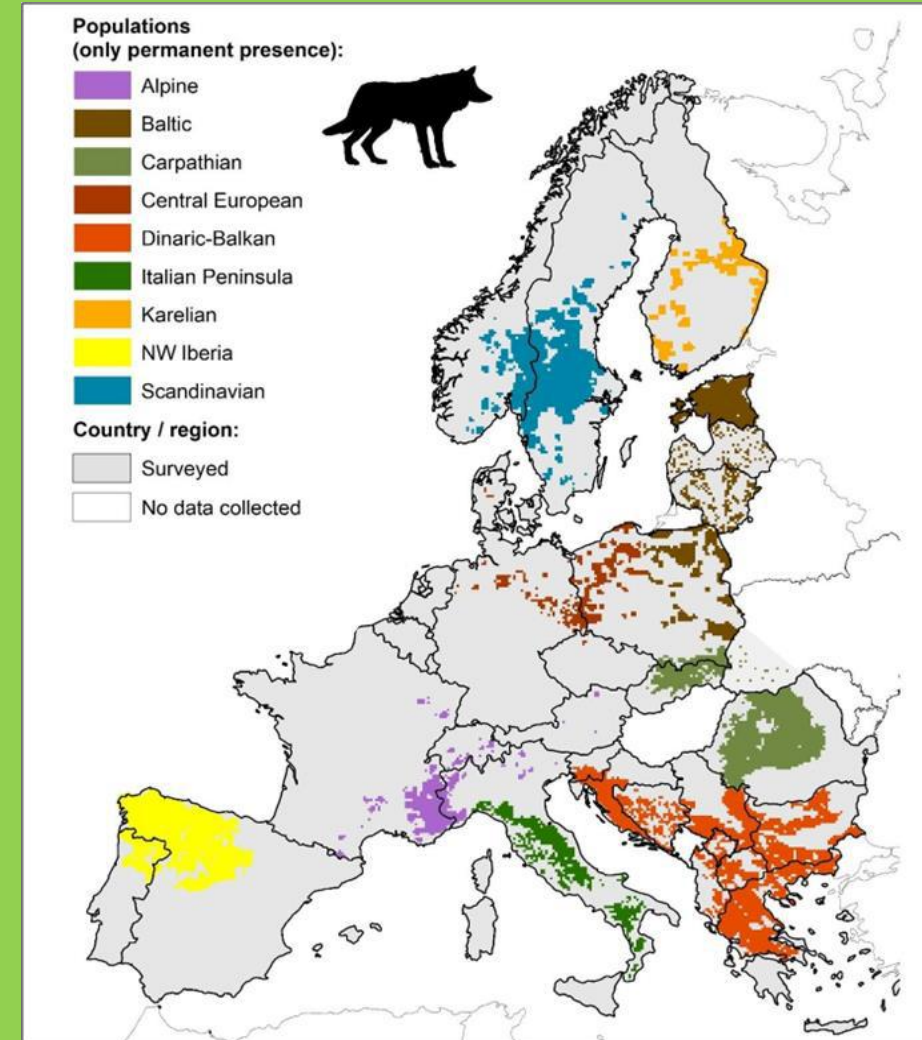 Populations
(only permanent presence):
Alpine
Baltic
Carpathian
Central European
Dinaric-Balkan
Italian Peninsula
Karelian
NW Iberia
Scandinavian
Country / region:
Surveyed
No data collected